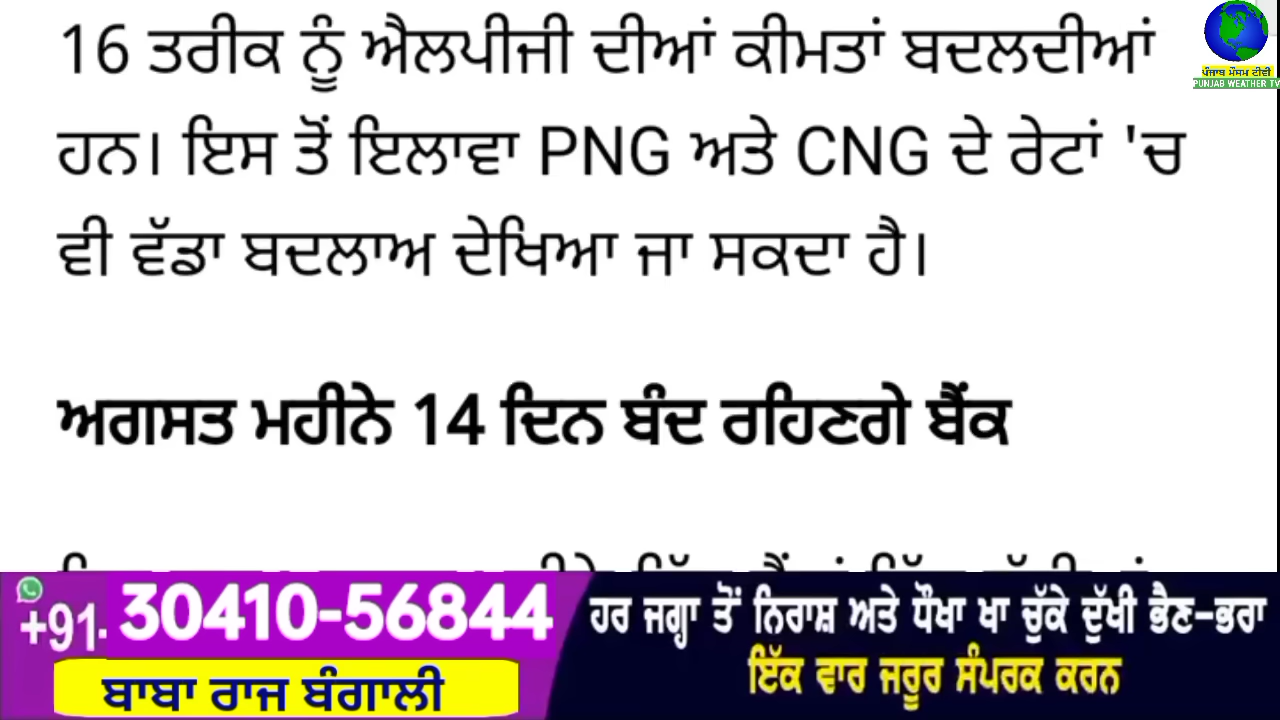 16 ਤਰੀਕ ਨੂੰ ਐਲਪੀਜੀ ਦੀਆਂ ਕੀਮਤਾਂ ਬਦਲਦੀਆਂ
ਹਨ। ਇਸ ਤੋਂ ਇਲਾਵਾ PNG ਅਤੇ CNG ਦੇ ਰੇਟਾਂ 'ਚ
ਵੀ ਵੱਡਾ ਬਦਲਾਅ ਦੇਖਿਆ ਜਾ ਸਕਦਾ ਹੈ।
ਅਗਸਤ ਮਹੀਨੇ 14 ਦਿਨ ਬੰਦ ਰਹਿਣਗੇ ਬੈਂਕ
ਪੰਜਾਬ ਮੌਸਮ ਟੀਵੀ
PUNJAB WEATHER TV
+91- 30410-56844
ਬਾਬਾ ਰਾਜ ਬੰਗਾਲੀ
ਹਰ ਜਗ੍ਹਾ ਤੋਂ ਨਿਰਾਸ਼ ਅਤੇ ਧੌਖਾ ਖਾ ਚੁੱਕੇ ਦੁੱਖੀ ਭੈਣ-ਭਰਾ
ਇੱਕ ਵਾਰ ਜਰੂਰ ਸੰਪਰਕ ਕਰਨ